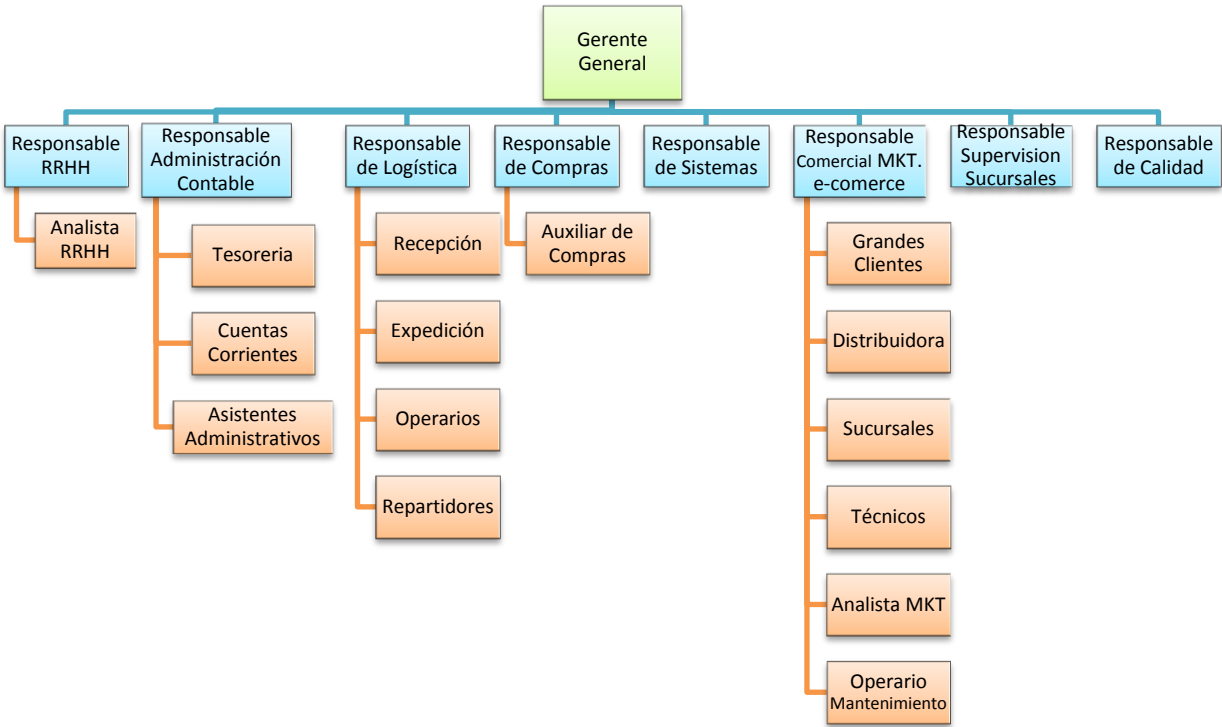 Gerente
General
Responsable
RRHH
Responsable
Administración
Contable
Responsable
de Logística
Responsable
de Compras
Responsable
de Sistemas
Responsable
Comercial MKT.
e-comerce
Responsable
Supervision
Sucursales
Responsable
de Calidad
Analista
RRHH
Tesoreria
Cuentas
Corrientes
Asistentes
Administrativos
Recepción
Expedición
Operarios
Repartidores
Auxiliar de
Compras
Grandes
Clientes
Distribuidora
Sucursales
Técnicos
Analista MKT
Operario
Mantenimiento